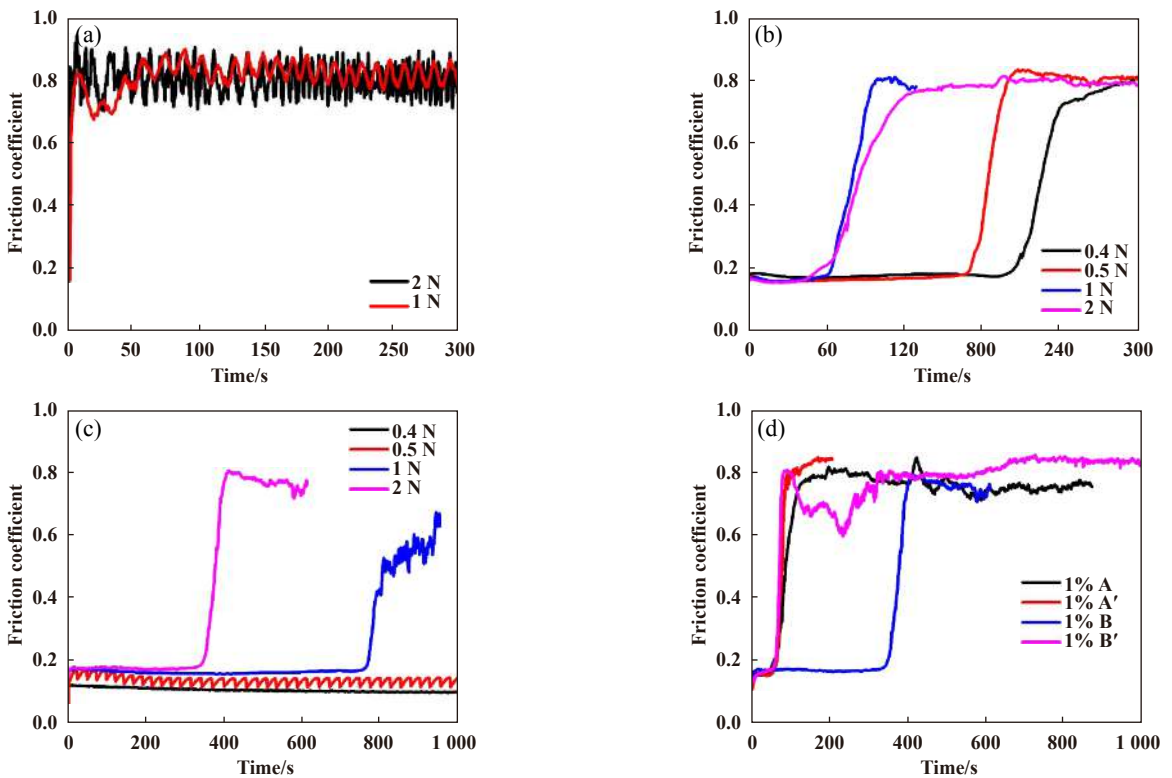 1.0
(a)
0.8
0.6
0.4
0.2
0.0
Friction coefficient
2 N
1 N
0 50 100 150 200 250 300
Time/s
1.0
(b)
0.8
0.6
0.4
0.2
0.0
Friction coefficient
0.4 N
0.5 N
1 N
2 N
0 60 120 800 240 300
Time/s
1.0
(c)
0.8
0.6
0.4
0.2
0.0
Friction coefficient
0.4 N
0.5 N
1 N
2 N
0 200 400 600 800 1 000
Time/s
1.0
(d)
0.8
0.6
0.4
0.2
0.0
Friction coefficient
1% A
1% A′
1% B
1% B′
0 200 400 600 800 1 000
Time/s